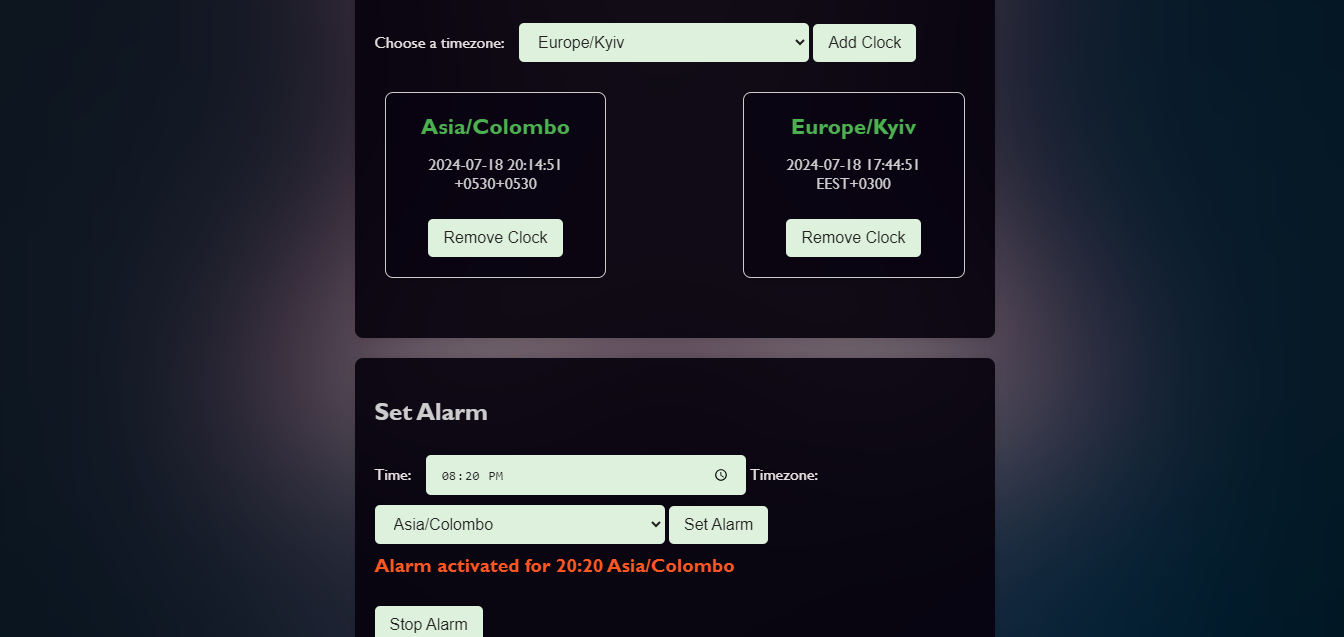 Choose a timezone: Europe/Kyiv Add Clock
Asia/Colombo
2024-07-18 20:14:51
+0530+0530
Remove Clock
Europe/Kyiv
2024-07-18 17:44:51
EEST+0300
Remove Clock
Set Alarm
Time: 08:20 PM Timezone:
Asia/Colombo Set Alarm
Alarm activated for 20:20 Asia/Colombo
Stop Alarm